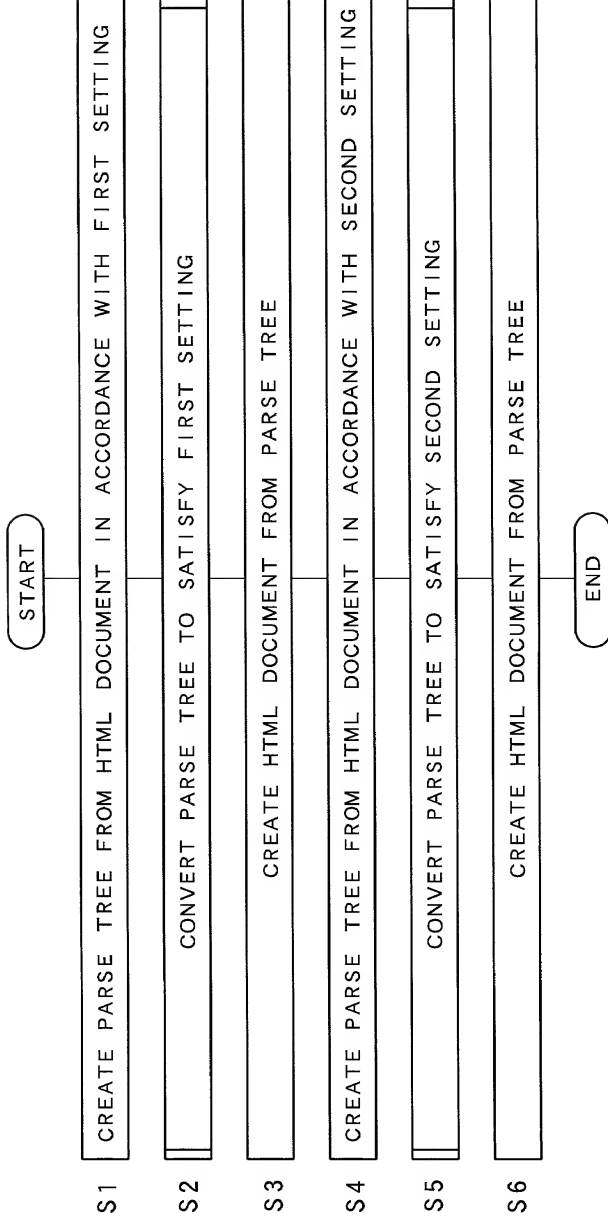 START
S1 CREATE PARSE TREE FROM HTML DOCUMENT IN ACCORDANCE WITH FIRST SETTING
S2 CONVERT PARSE TREE TO SATISFY FIRST SETTING
S3 CREATE HTML DOCUMENT FROM PARSE TREE
S4 CREATE PARSE TREE FROM HTML DOCUMENT IN ACCORDANCE WITH SECOND SETTING
S5 CONVERT PARSE TREE TO SATISFY SECOND SETTING
S6 CREATE HTML DOCUMENT FROM PARSE TREE
END